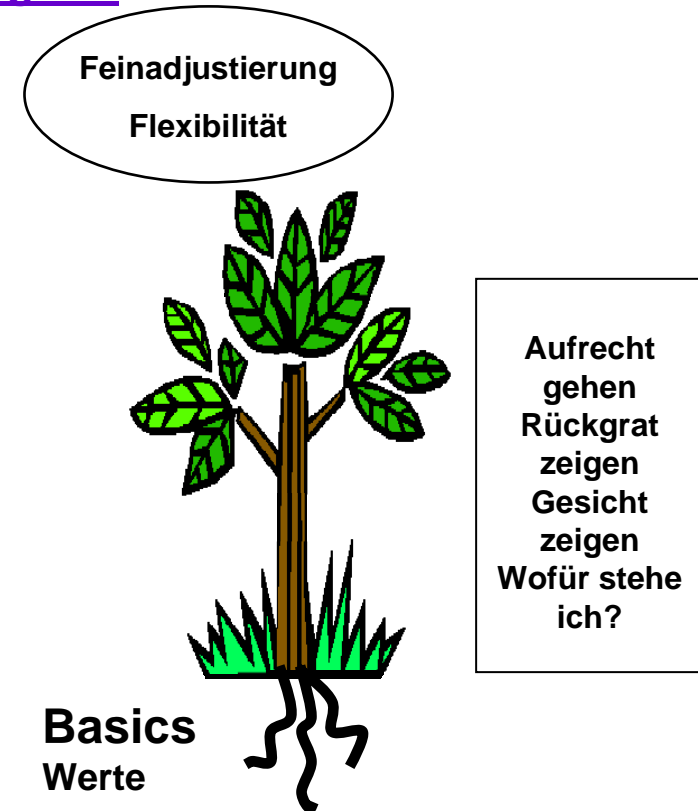 Feinadjustierung
Flexibilität
Aufrecht
gehen
Rückgrat
zeigen
Gesicht
zeigen
Wofür stehe
ich?
Basics
Werte